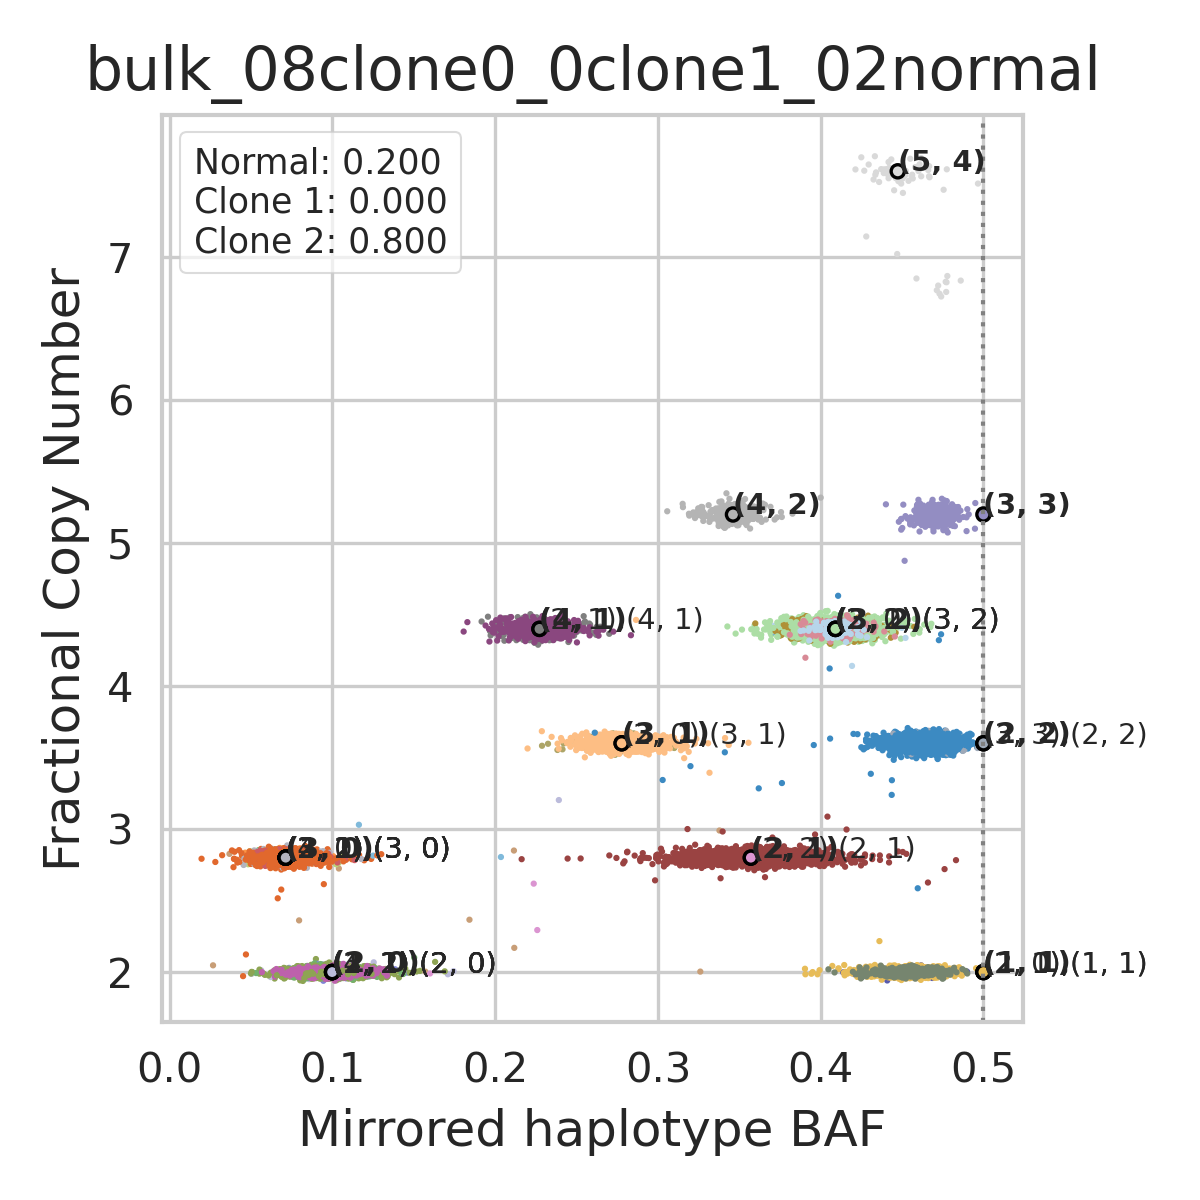 bulk_08clone0_0clone1_02normal
Normal: 0.200
Clone 1: 0.000
Clone 2: 0.800
(5, 4)
7
6
(4, 2)
(3, 3)
5
(4, 1)
(3, 2)
4
(3, 1)
(2, 2)
3
(3, 0)
(2, 1)
2
(2, 0)
(1, 1)
0.0 0.1 0.2 0.3 0.4 0.5
Mirrored haplotype BAF
Fractional Copy Number